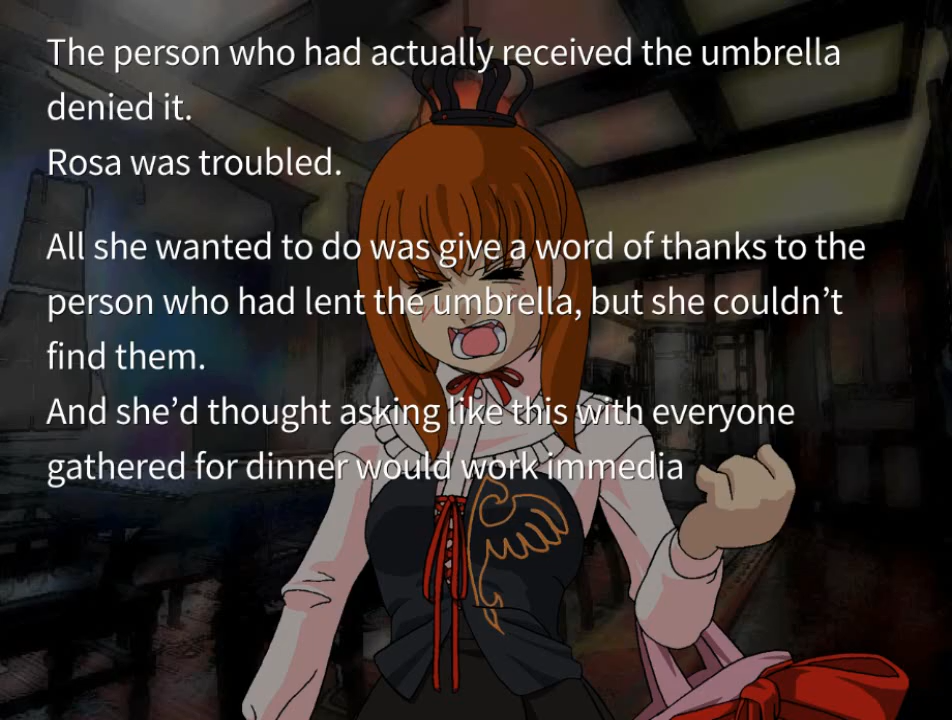 The person who had actually received the umbrella
denied it.
Rosa was troubled.
All she wanted to do was give a word of thanks to the
person who had lent the umbrella, but she couldn’t
find them.
And she’d thought asking like this with everyone
gathered for dinner would work immedia